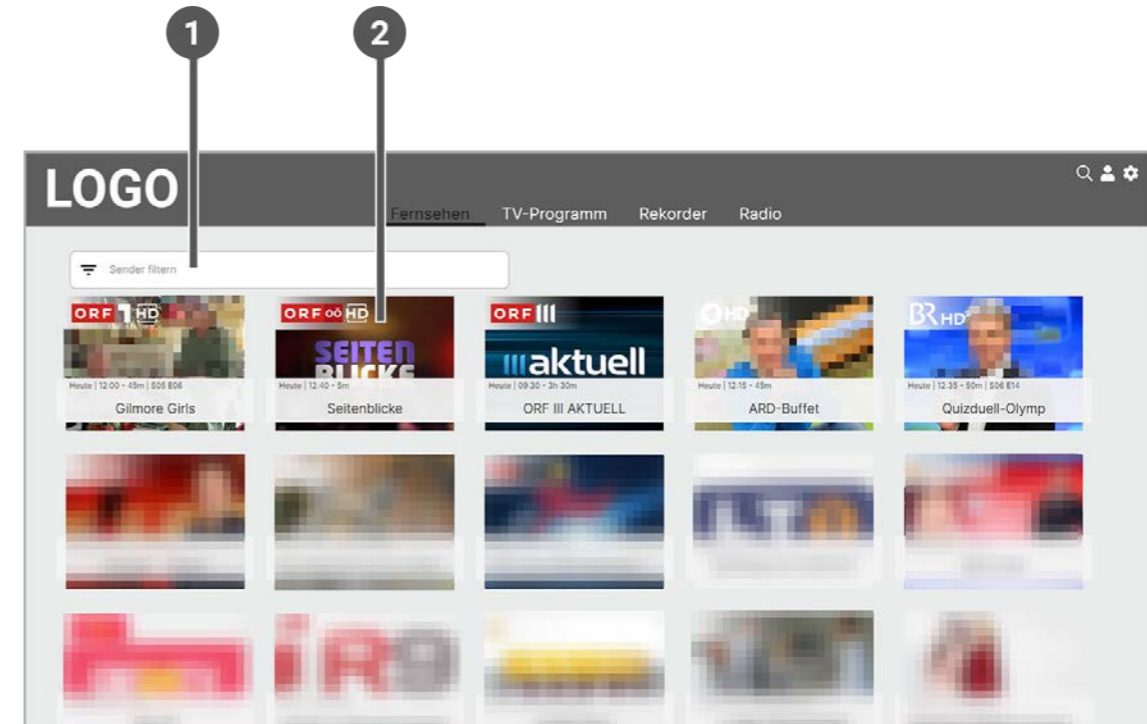 1
2
LOGO
Fernsehen TV-Programm Rekorder Radio
Sender filtern
ORF 1 HD
ORF oö HD
ORF III
HD
BR HD
SEITEN
BLICKE
III aktuell
Heute | 12:00 - 45m | S05 E06
Heute | 12:40 - 5m
Heute | 09:30 - 3h 30m
Heute | 12:15 - 45m
Heute | 12:35 - 50m | S06 E14
Gilmore Girls
Seitenblicke
ORF III AKTUELL
ARD-Buffet
Quizduell-Olymp
R9